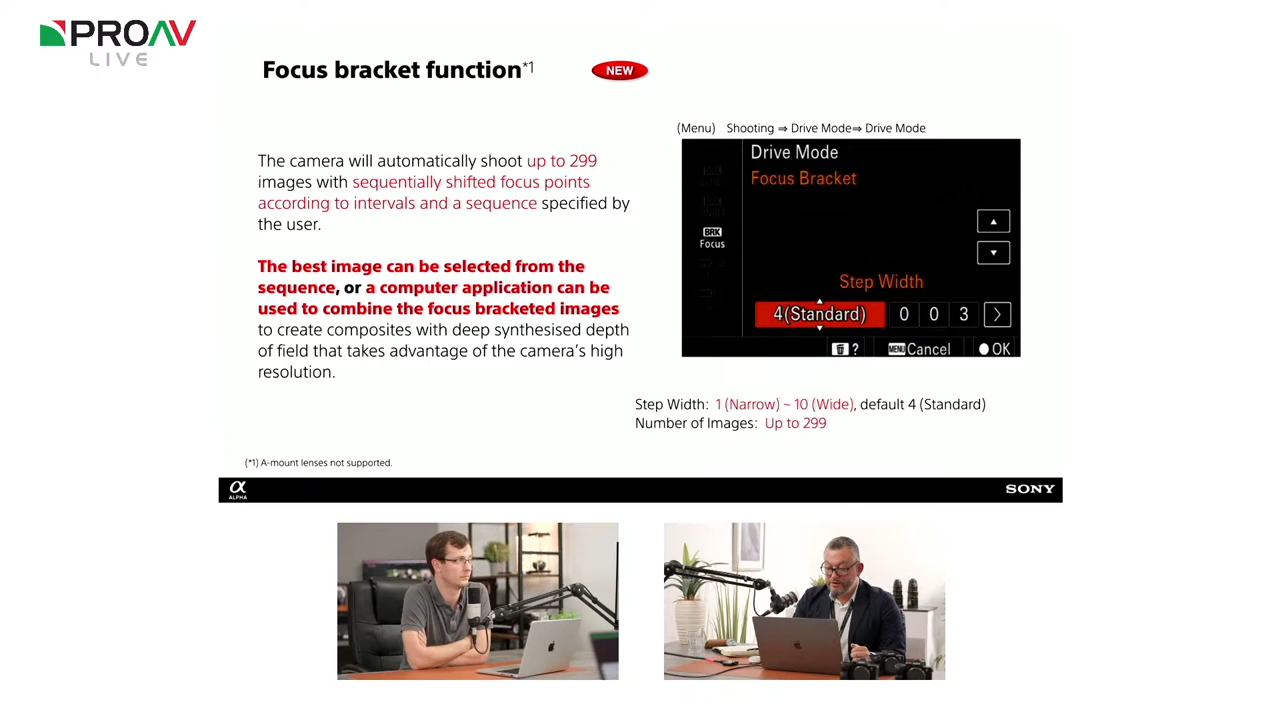 PROAV
LIVE
Focus bracket function*1
NEW
The camera will automatically shoot up to 299
images with sequentially shifted focus points
according to intervals and a sequence specified by
the user.
The best image can be selected from the
sequence, or a computer application can be
used to combine the focus bracketed images
to create composites with deep synthesised depth
of field that takes advantage of the camera's high
resolution.
(Menu) Shooting ⇒ Drive Mode⇒ Drive Mode
Drive Mode
Focus Bracket
BRK
Focus
Step Width
4(Standard) 0 0 3
? MENU Cancel OK
Step Width: 1 (Narrow) ~ 10 (Wide), default 4 (Standard)
Number of Images: Up to 299
(*1) A-mount lenses not supported.
α
ALPHA
SONY